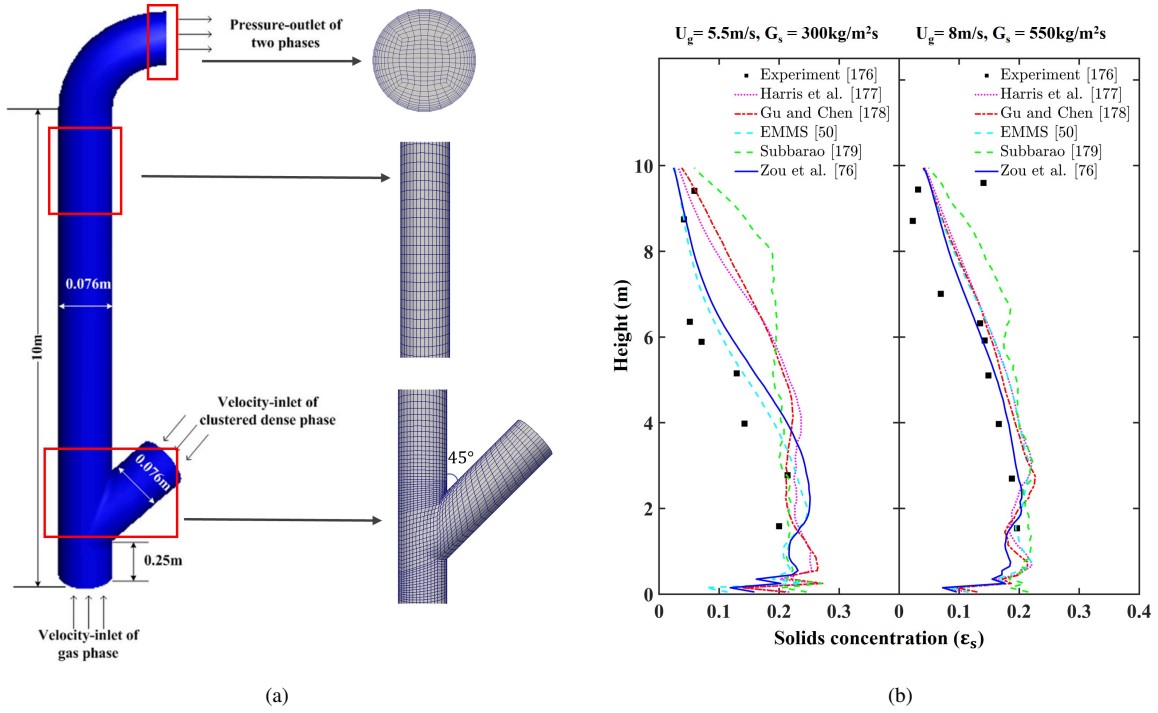 Pressure-outlet of
two phases
10m
0.076m
Velocity-inlet of
clustered dense phase
0.076m
45°
0.25m
Velocity-inlet of
gas phase
(a)
U_g= 5.5m/s, G_s = 300kg/m²s
Experiment [176]
Harris et al. [177]
Gu and Chen [178]
EMMS [50]
Subbarao [179]
Zou et al. [76]
U_g= 8m/s, G_s = 550kg/m²s
Experiment [176]
Harris et al. [177]
Gu and Chen [178]
EMMS [50]
Subbarao [179]
Zou et al. [76]
Height (m)
10
8
6
4
2
0
0
0.1
0.2
0.3
0
0.1
0.2
0.3
0.4
Solids concentration (ε_s)
(b)